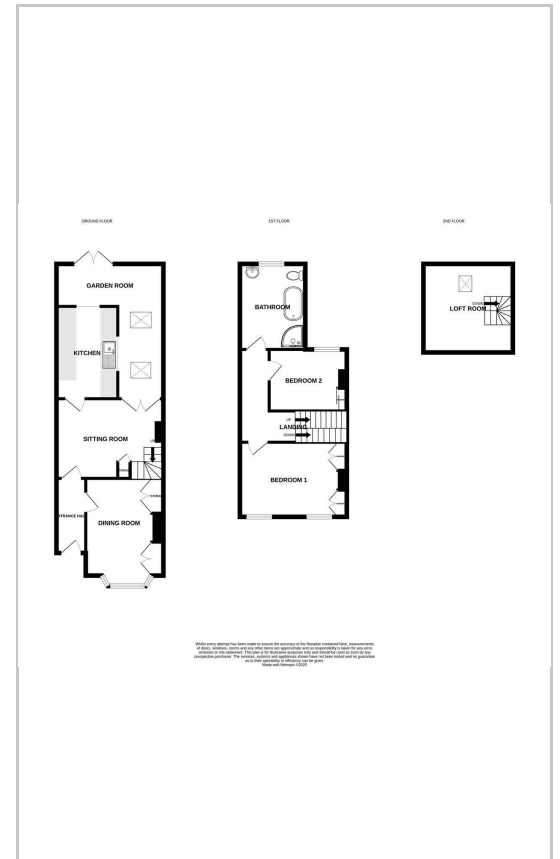 GROUND FLOOR
1ST FLOOR
2ND FLOOR
GARDEN ROOM
KITCHEN
SITTING ROOM
UP
ENTRANCE HALL
DINING ROOM
BATHROOM
BEDROOM 2
UP
LANDING
DOWN
BEDROOM 1
DOWN
LOFT ROOM
Whilst every attempt has been made to ensure the accuracy of the floorplan contained here, measurements
of doors, windows, rooms and any other items are approximate and no responsibility is taken for any error,
omission or mis-statement. This plan is for illustrative purposes only and should be used as such by any
prospective purchaser. The services, systems and appliances shown have not been tested and no guarantee
as to their operability or efficiency can be given.
Made with Metropix ©2025